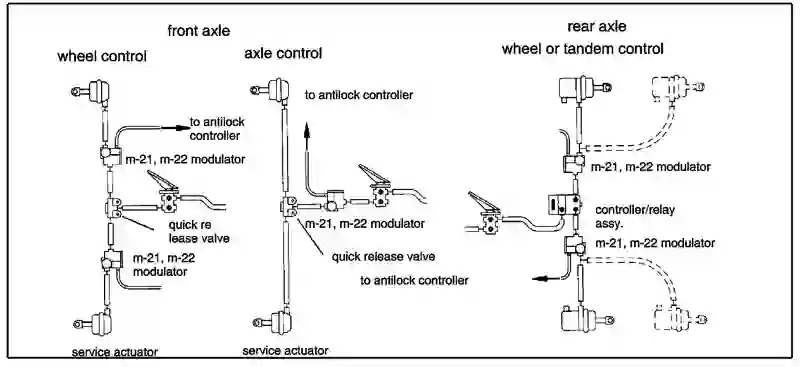 front axle
wheel control
axle control
to antilock
controller
m-21, m-22 modulator
quick re
lease valve
m-21, m-22
modulator
service actuator
to antilock controller
m-21, m-22 modulator
quick release valve
to antilock controller
service actuator
rear axle
wheel or tandem control
m-21, m-22 modulator
controller/relay
assy.
m-21, m-22 modulator